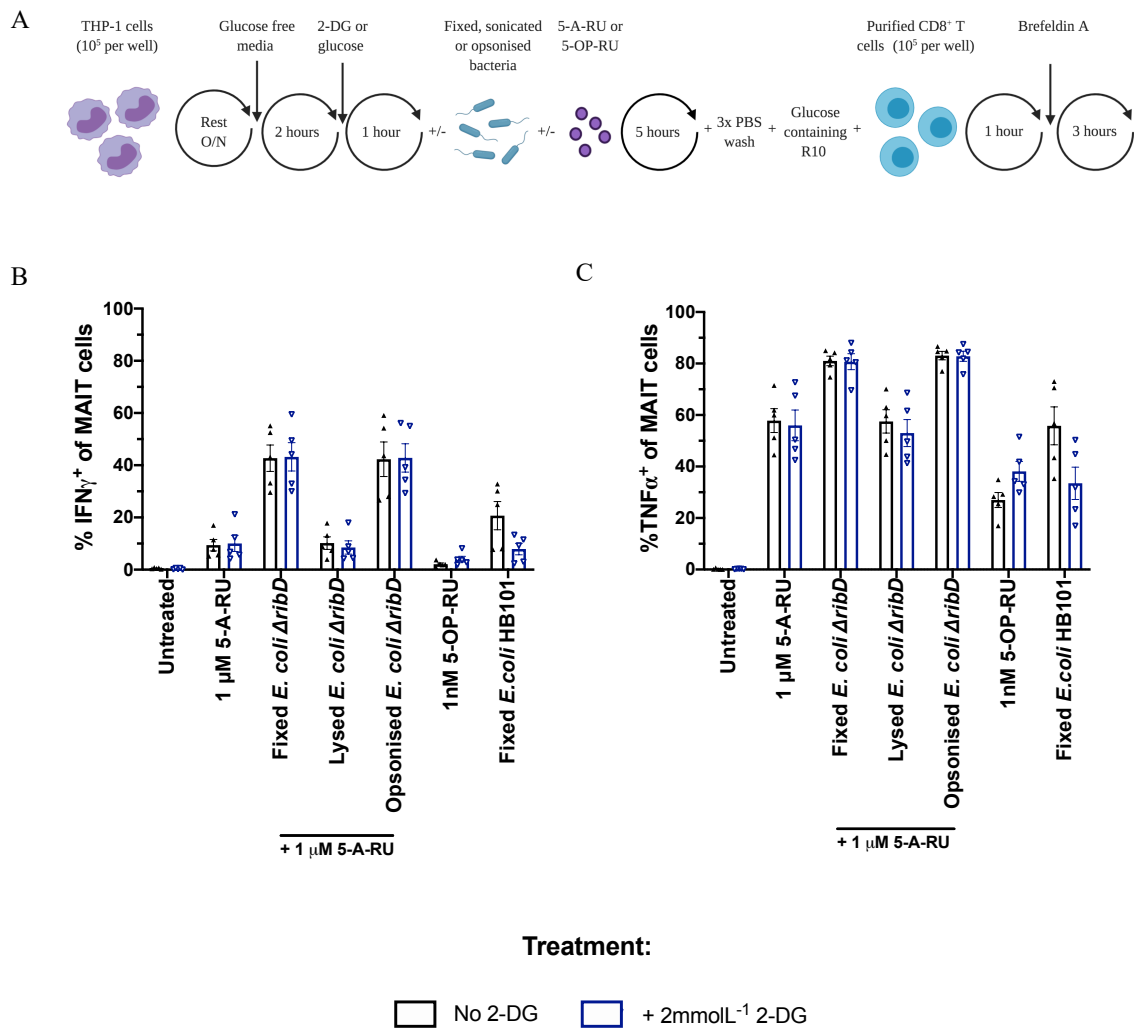 A
THP-1 cells
(10⁵ per well)
Glucose free
media
2-DG or
glucose
Fixed, sonicated
or opsonised
bacteria
5-A-RU or
5-OP-RU
Purified CD8⁺ T
cells (10⁵ per well)
Brefeldin A
Rest
O/N
2 hours
1 hour
+/-
+/-
5 hours
+ 3x PBS
wash
+
Glucose
containing
R10
+
1 hour
3 hours
B
% IFNγ⁺ of MAIT cells
100
80
60
40
20
0
Untreated
1 μM 5-A-RU
Fixed E. coli ΔribD
Lysed E. coli ΔribD
Opsonised E. coli ΔribD
1nM 5-OP-RU
Fixed E.coli HB101
+ 1 μM 5-A-RU
C
%TNFα⁺ of MAIT cells
100
80
60
40
20
0
Untreated
1 μM 5-A-RU
Fixed E. coli ΔribD
Lysed E. coli ΔribD
Opsonised E. coli ΔribD
1nM 5-OP-RU
Fixed E.coli HB101
+ 1 μM 5-A-RU
Treatment:
No 2-DG
+ 2mmolL⁻¹ 2-DG